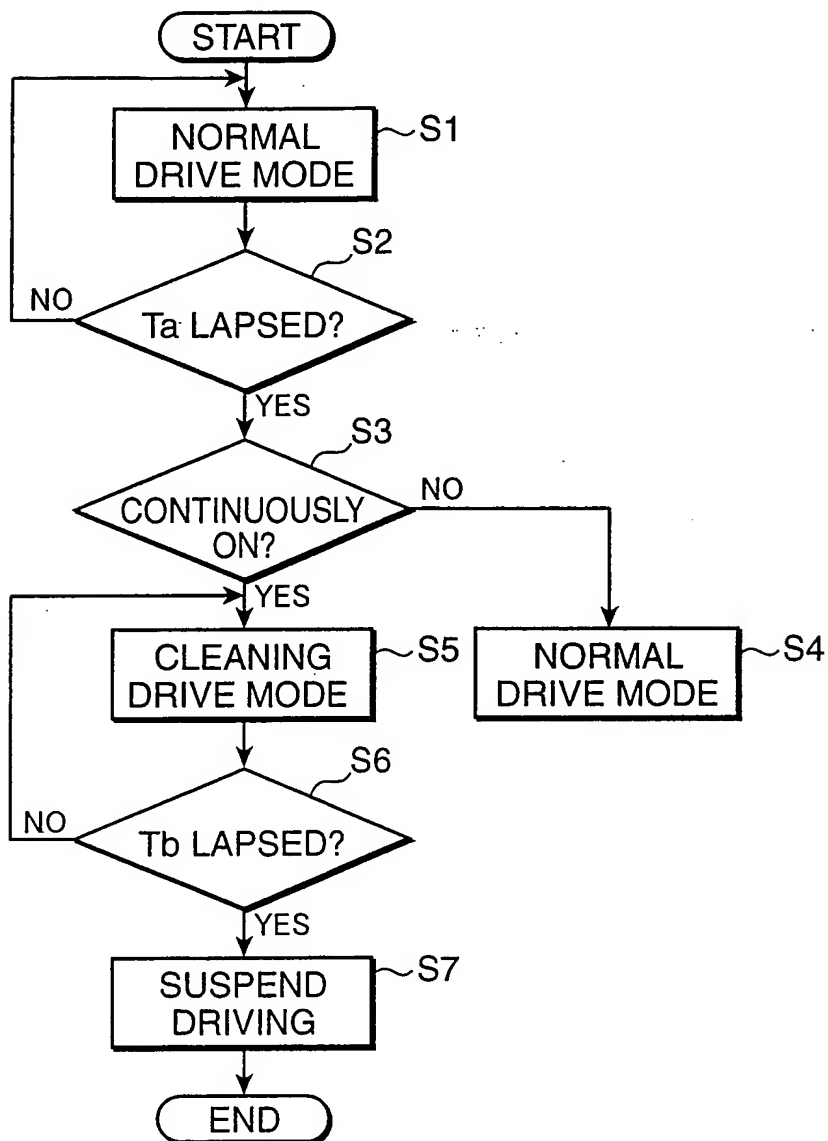 START
NORMAL
DRIVE MODE
S1
S2
NO
Ta LAPSED?
YES
S3
CONTINUOUSLY
ON?
NO
YES
CLEANING
DRIVE MODE
S5
NORMAL
DRIVE MODE
S4
S6
NO
Tb LAPSED?
YES
SUSPEND
DRIVING
S7
END